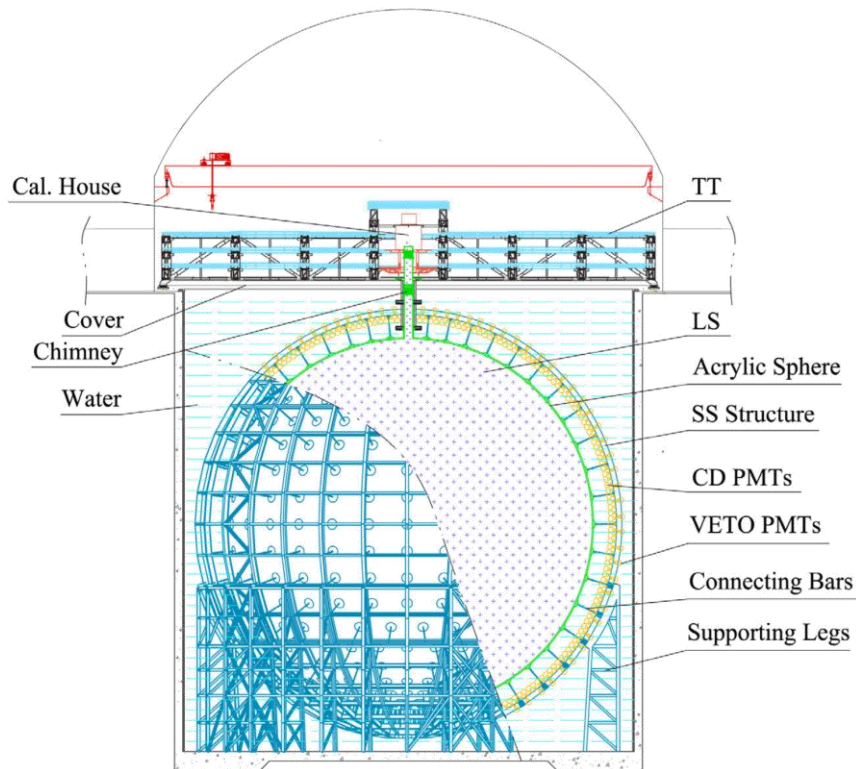 Cal. House
TT
Cover
Chimney
Water
LS
Acrylic Sphere
SS Structure
CD PMTs
VETO PMTs
Connecting Bars
Supporting Legs